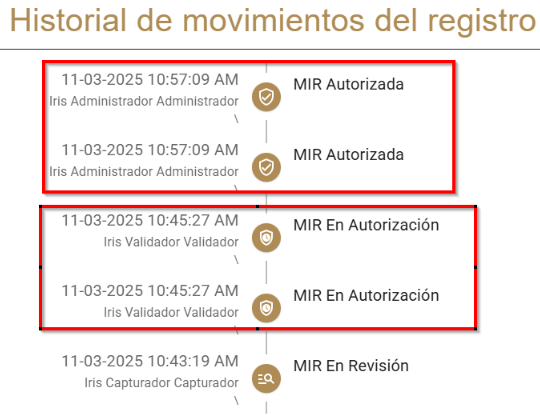 Historial de movimientos del registro
11-03-2025 10:57:09 AM
MIR Autorizada
Iris Administrador Administrador
\
11-03-2025 10:57:09 AM
MIR Autorizada
Iris Administrador Administrador
\
11-03-2025 10:45:27 AM
MIR En Autorización
Iris Validador Validador
\
11-03-2025 10:45:27 AM
MIR En Autorización
Iris Validador Validador
\
11-03-2025 10:43:19 AM
MIR En Revisión
Iris Capturador Capturador
\